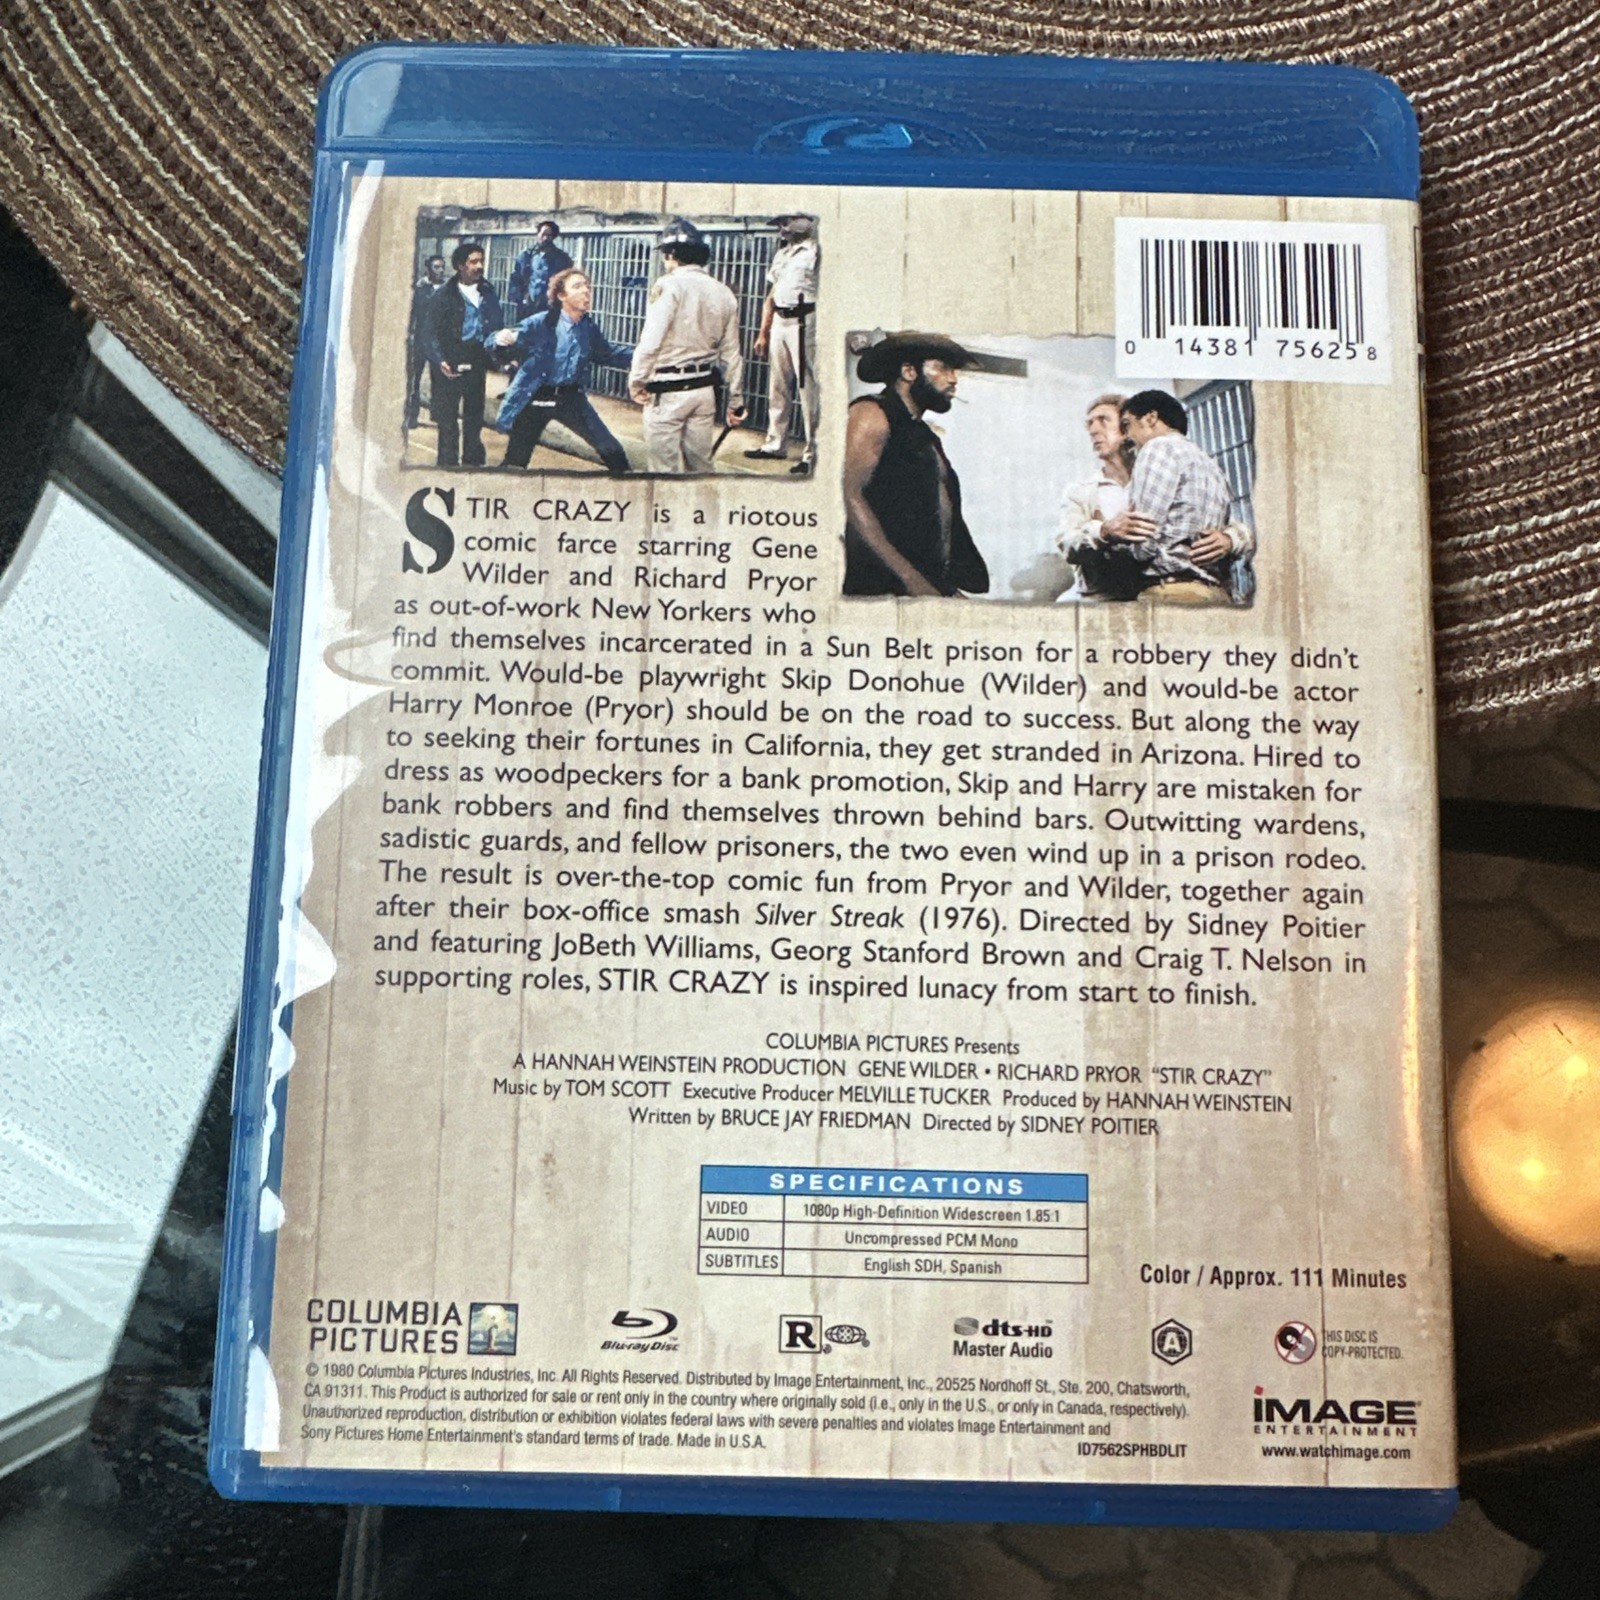 0 14381 75625 8
STIR CRAZY is a riotous
comic farce starring Gene
Wilder and Richard Pryor
as out-of-work New Yorkers who
find themselves incarcerated in a Sun Belt prison for a robbery they didn't
commit. Would-be playwright Skip Donohue (Wilder) and would-be actor
Harry Monroe (Pryor) should be on the road to success. But along the way
to seeking their fortunes in California, they get stranded in Arizona. Hired to
dress as woodpeckers for a bank promotion, Skip and Harry are mistaken for
bank robbers and find themselves thrown behind bars. Outwitting wardens,
sadistic guards, and fellow prisoners, the two even wind up in a prison rodeo.
The result is over-the-top comic fun from Pryor and Wilder, together again
after their box-office smash Silver Streak (1976). Directed by Sidney Poitier
and featuring JoBeth Williams, Georg Stanford Brown and Craig T. Nelson in
supporting roles, STIR CRAZY is inspired lunacy from start to finish.
COLUMBIA PICTURES Presents
A HANNAH WEINSTEIN PRODUCTION GENE WILDER • RICHARD PRYOR "STIR CRAZY"
Music by TOM SCOTT Executive Producer MELVILLE TUCKER Produced by HANNAH WEINSTEIN
Written by BRUCE JAY FRIEDMAN Directed by SIDNEY POITIER
SPECIFICATIONS
VIDEO 1080p High-Definition Widescreen 1.85:1
AUDIO Uncompressed PCM Mono
SUBTITLES English SDH, Spanish
Color / Approx. 111 Minutes
COLUMBIA
PICTURES
Blu-ray Disc™
R
dts-HD
Master Audio
A
THIS DISC IS
COPY-PROTECTED.
© 1980 Columbia Pictures Industries, Inc. All Rights Reserved. Distributed by Image Entertainment, Inc., 20525 Nordhoff St., Ste. 200, Chatsworth,
CA 91311. This Product is authorized for sale or rent only in the country where originally sold (i.e., only in the U.S., or only in Canada, respectively).
Unauthorized reproduction, distribution or exhibition violates federal laws with severe penalties and violates Image Entertainment and
Sony Pictures Home Entertainment's standard terms of trade. Made in U.S.A.
ID7562SPHBDLIT
iMAGE
ENTERTAINMENT
www.watchimage.com